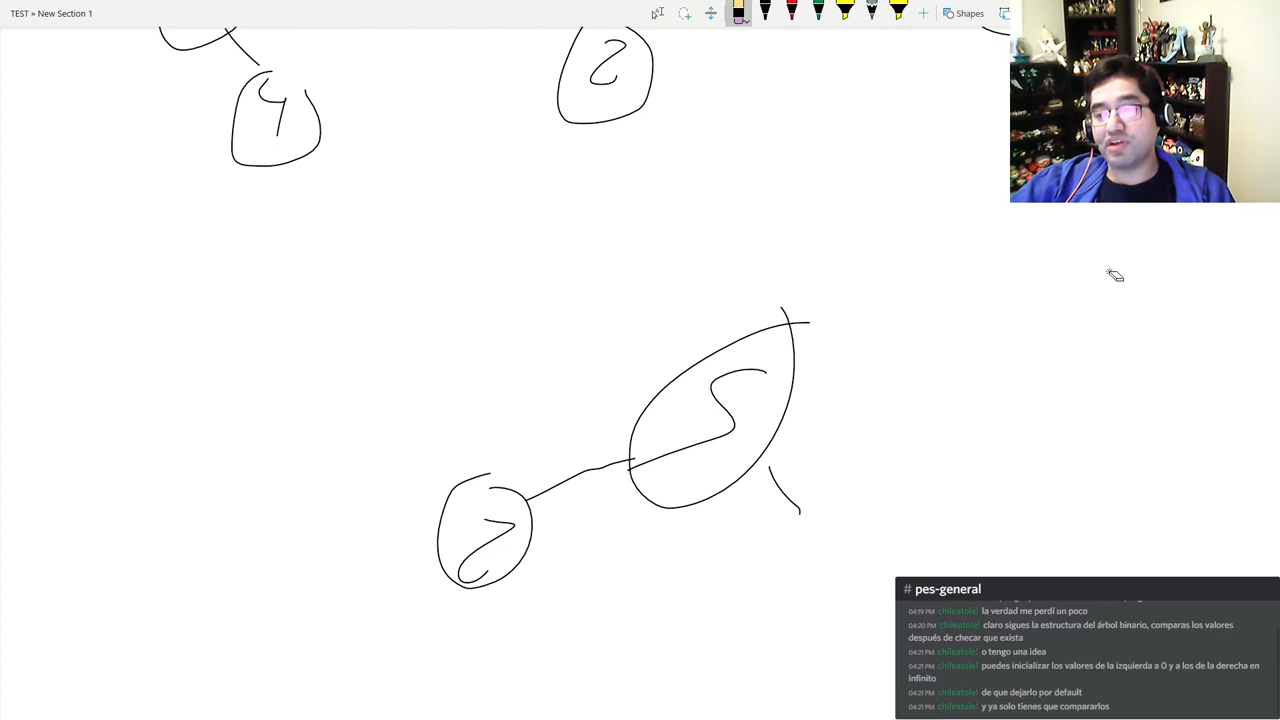 TEST » New Section 1
Shapes
4
2
5
2
# pes-general
04:19 PM chileatole! la verdad me perdí un poco
04:20 PM chileatole! claro sigues la estructura del árbol binario, comparas los valores
después de checar que exista
04:21 PM chileatole! o tengo una idea
04:21 PM chileatole! puedes inicializar los valores de la izquierda a 0 y a los de la derecha en
infinito
04:21 PM chileatole! de que dejarlo por default
04:21 PM chileatole! y ya solo tienes que compararlos